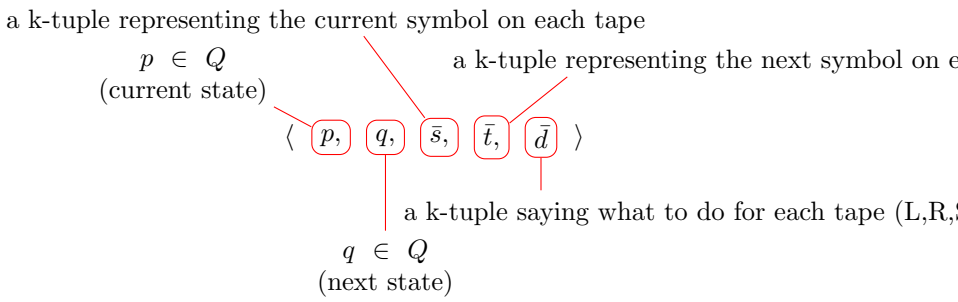 a k-tuple representing the current symbol on each tape
p ∈ Q
(current state)
a k-tuple representing the next symbol on
⟨ p, q, s̄, t̄, d̄ ⟩
a k-tuple saying what to do for each tape (L,R,
q ∈ Q
(next state)